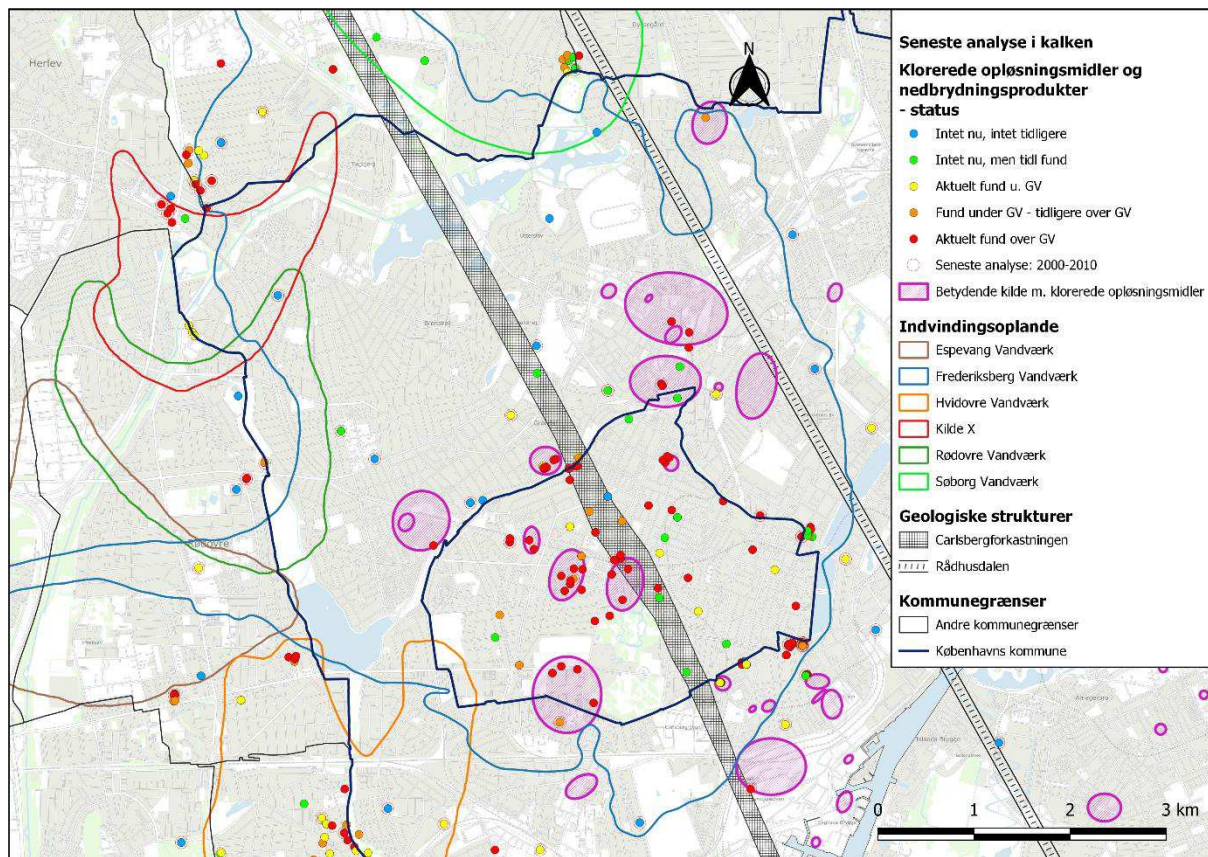 Herlev
Utterslev
Rødovre
Islands Brygge
N
Seneste analyse i kalken
Klorerede opløsningsmidler og
nedbrydningsprodukter
- status
Intet nu, intet tidligere
Intet nu, men tidl fund
Aktuelt fund u. GV
Fund under GV - tidligere over GV
Aktuelt fund over GV
Seneste analyse: 2000-2010
Betydende kilde m. klorerede opløsningsmidler
Indvindingsoplande
Espevang Vandværk
Frederiksberg Vandværk
Hvidovre Vandværk
Kilde X
Rødovre Vandværk
Søborg Vandværk
Geologiske strukturer
Carlsbergforkastningen
Rådhusdalen
Kommunegrænser
Andre kommunegrænser
Københavns kommune
0 1 2 3 km